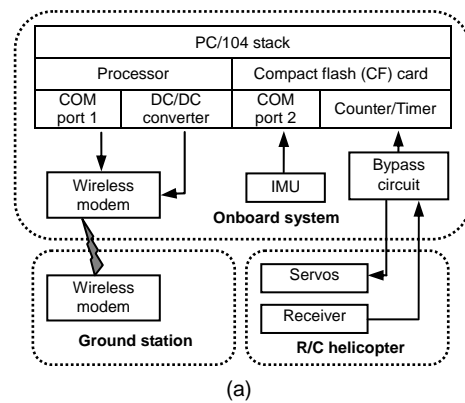 PC/104 stack
Processor
Compact flash (CF) card
COM
port 1
DC/DC
converter
COM
port 2
Counter/Timer
Wireless
modem
IMU
Bypass
circuit
Onboard system
Wireless
modem
Ground station
Servos
Receiver
R/C helicopter
(a)